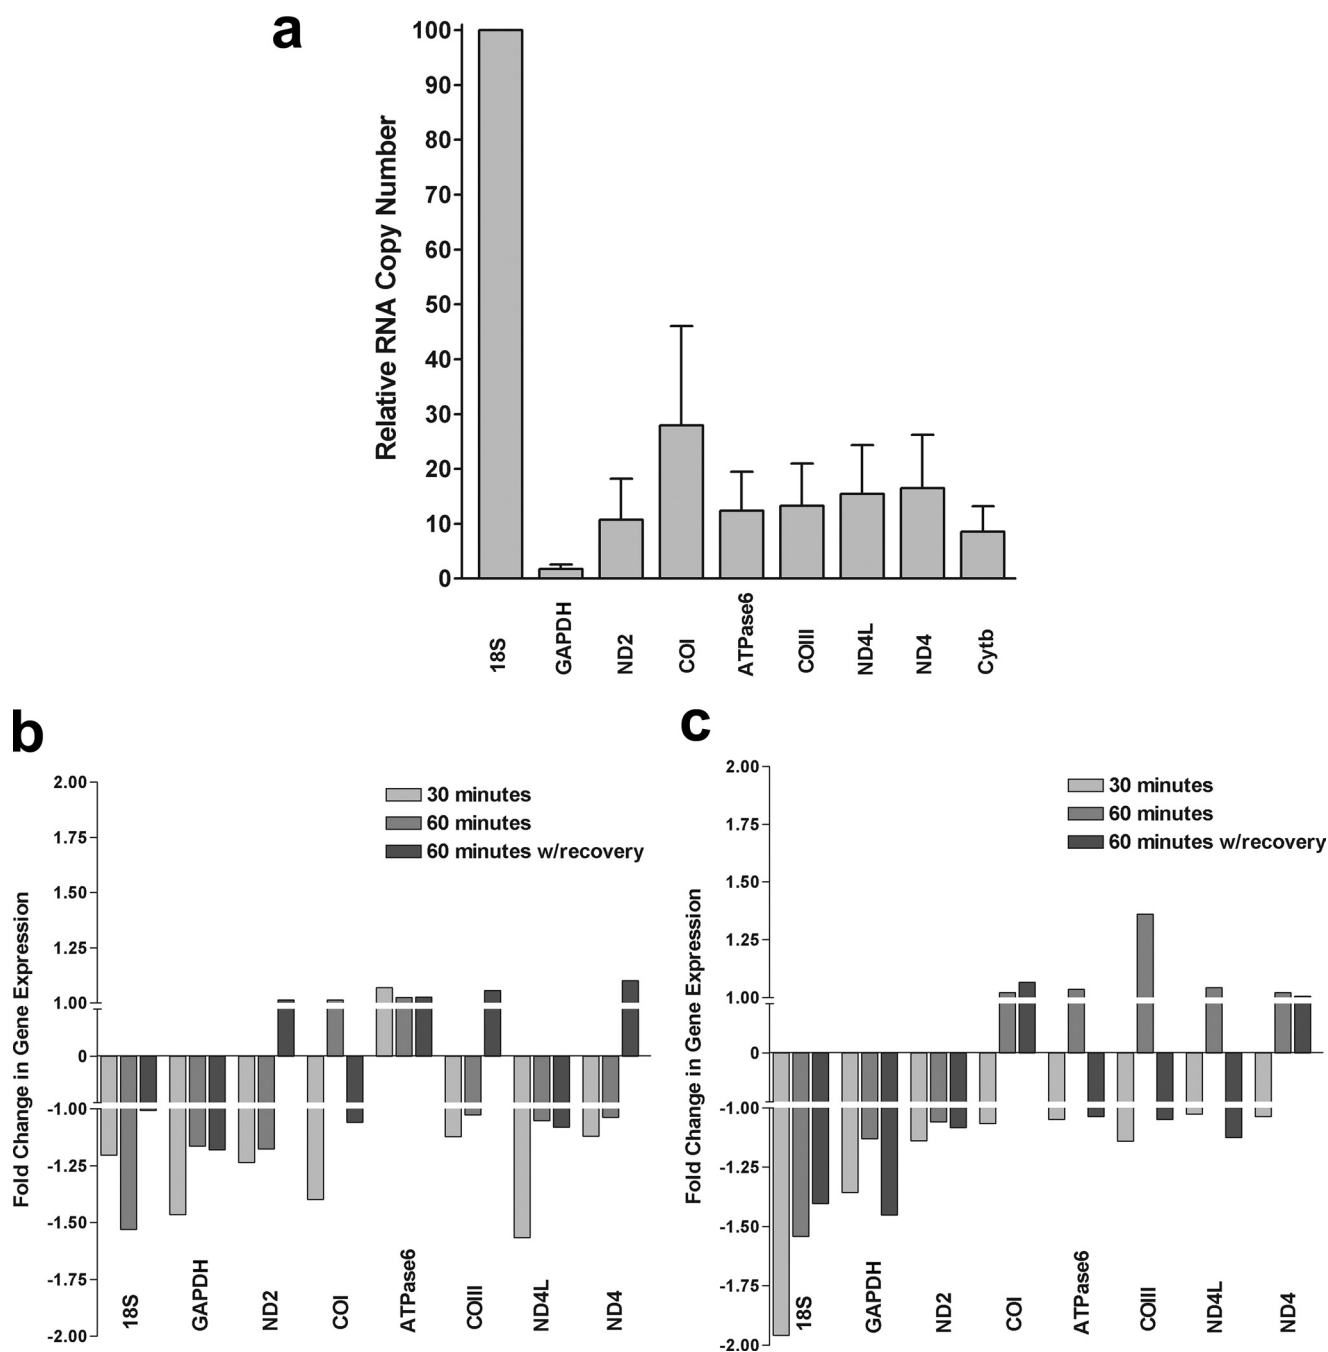 a
Relative RNA Copy Number
100
90
80
70
60
50
40
30
20
10
0
18S
GAPDH
ND2
COI
ATPase6
COIII
ND4L
ND4
Cytb
b
Fold Change in Gene Expression
2.00
1.75
1.50
1.25
1.00
0
-1.00
-1.25
-1.50
-1.75
-2.00
30 minutes
60 minutes
60 minutes w/recovery
18S
GAPDH
ND2
COI
ATPase6
COIII
ND4L
ND4
c
Fold Change in Gene Expression
2.00
1.75
1.50
1.25
1.00
0
-1.00
-1.25
-1.50
-1.75
-2.00
30 minutes
60 minutes
60 minutes w/recovery
18S
GAPDH
ND2
COI
ATPase6
COIII
ND4L
ND4